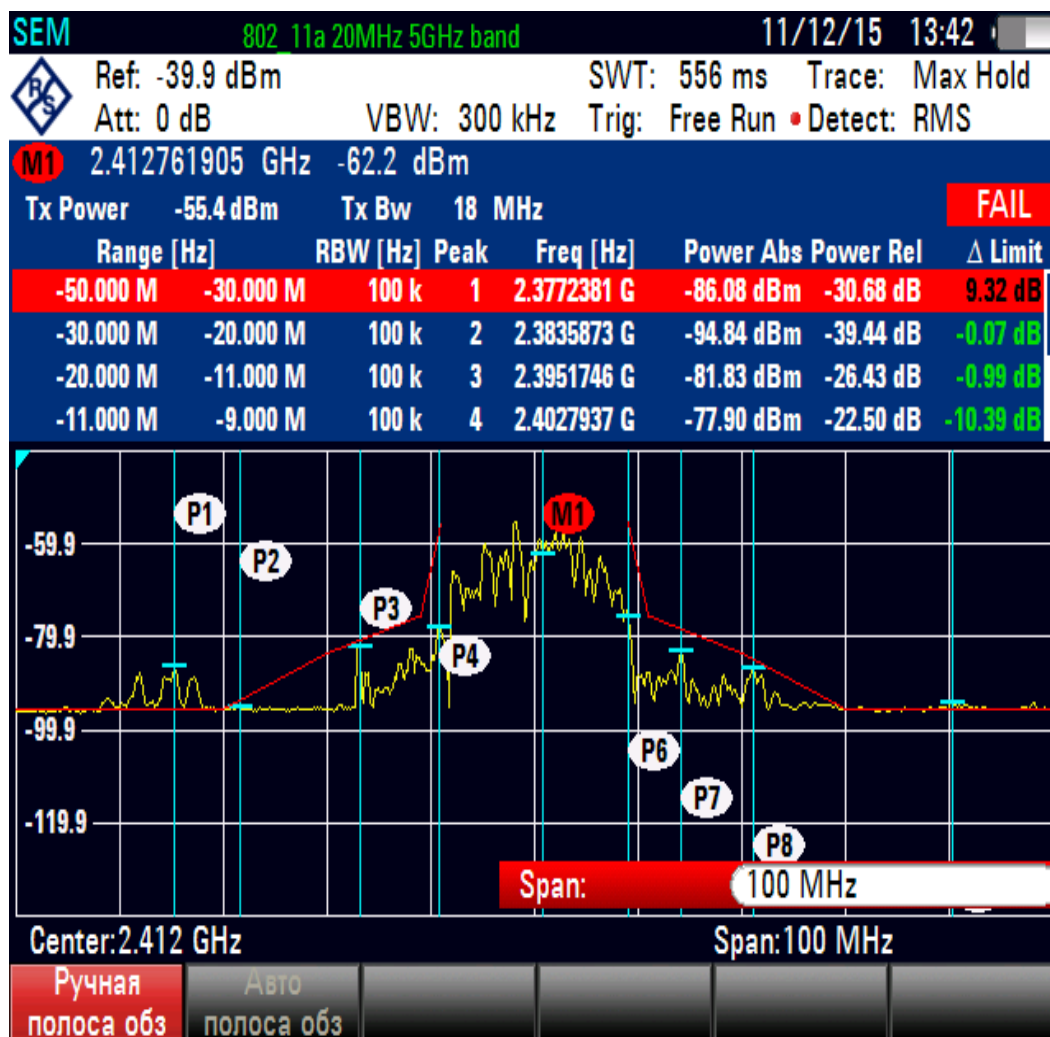 SEM 802_11a 20MHz 5GHz band 11/12/15 13:42
Ref: -39.9 dBm SWT: 556 ms Trace: Max Hold
Att: 0 dB VBW: 300 kHz Trig: Free Run Detect: RMS
M1 2.412761905 GHz -62.2 dBm
Tx Power -55.4 dBm Tx Bw 18 MHz FAIL
Range [Hz] RBW [Hz] Peak Freq [Hz] Power Abs Power Rel Δ Limit
-50.000 M -30.000 M 100 k 1 2.3772381 G -86.08 dBm -30.68 dB 9.32 dB
-30.000 M -20.000 M 100 k 2 2.3835873 G -94.84 dBm -39.44 dB -0.07 dB
-20.000 M -11.000 M 100 k 3 2.3951746 G -81.83 dBm -26.43 dB -0.99 dB
-11.000 M -9.000 M 100 k 4 2.4027937 G -77.90 dBm -22.50 dB -10.39 dB
P1 M1
-59.9
P2
P3
-79.9
P4
-99.9
P6
P7
-119.9
P8
Span: 100 MHz
Center:2.412 GHz Span:100 MHz
Ручная Авто
полоса обз полоса обз